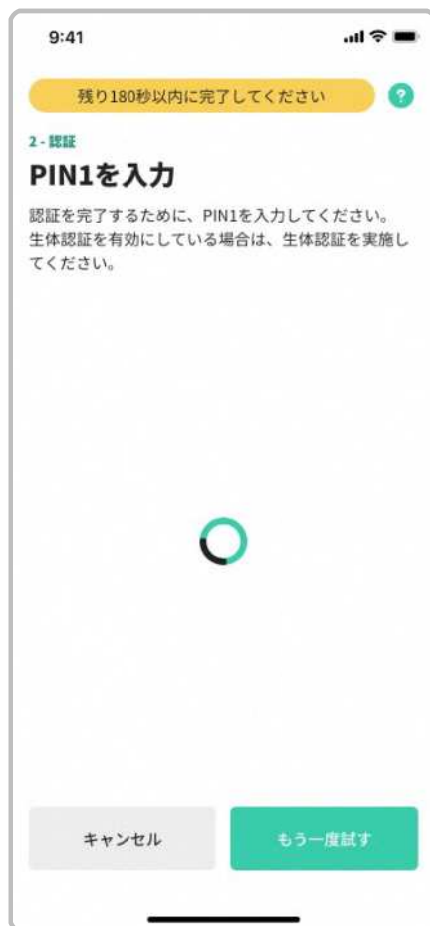 9:41
残り180秒以内に完了してください
?
2 - 認証
PIN1を入力
認証を完了するために、PIN1を入力してください。
生体認証を有効にしている場合は、生体認証を実施し
てください。
キャンセル
もう一度試す